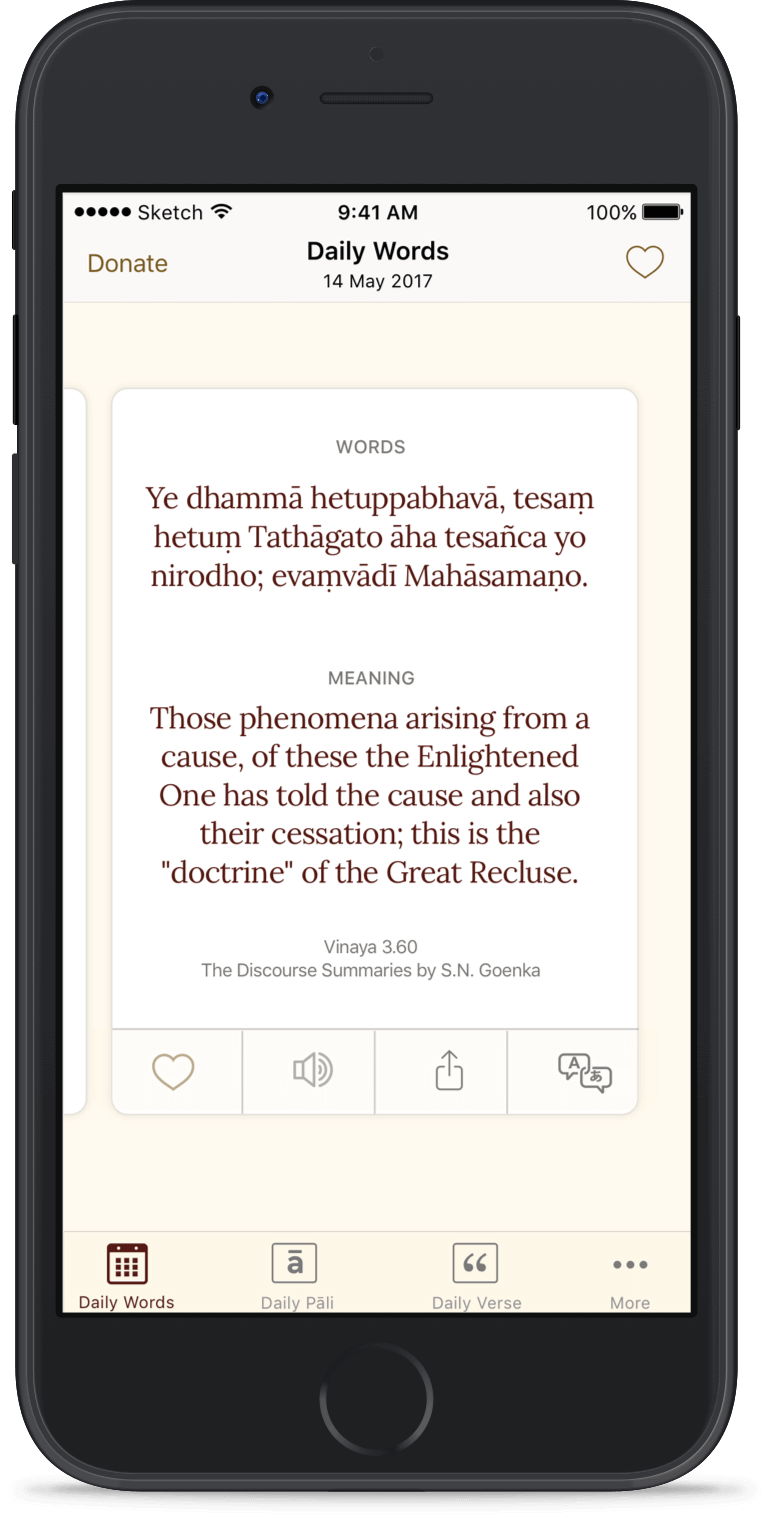 Sketch
9:41 AM
100%
Donate
Daily Words
14 May 2017
WORDS
Ye dhammā hetuppabhavā, tesaṃ
hetuṃ Tathāgato āha tesañca yo
nirodho; evaṃvādī Mahāsamaṇo.
MEANING
Those phenomena arising from a
cause, of these the Enlightened
One has told the cause and also
their cessation; this is the
"doctrine" of the Great Recluse.
Vinaya 3.60
The Discourse Summaries by S.N. Goenka
A あ
ā “
Daily Words Daily Pāli Daily Verse More